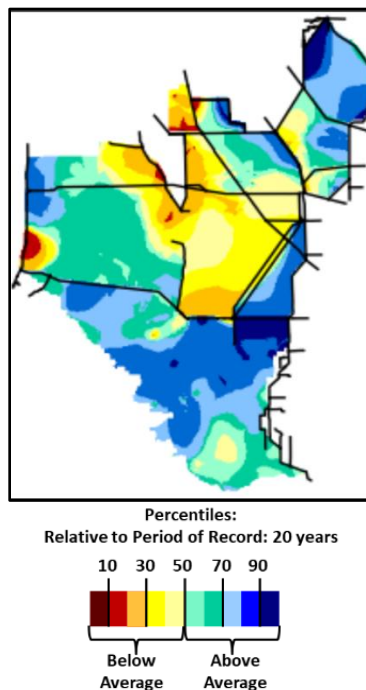 Percentiles:
Relative to Period of Record: 20 years
10 30 50 70 90
Below Above
Average Average